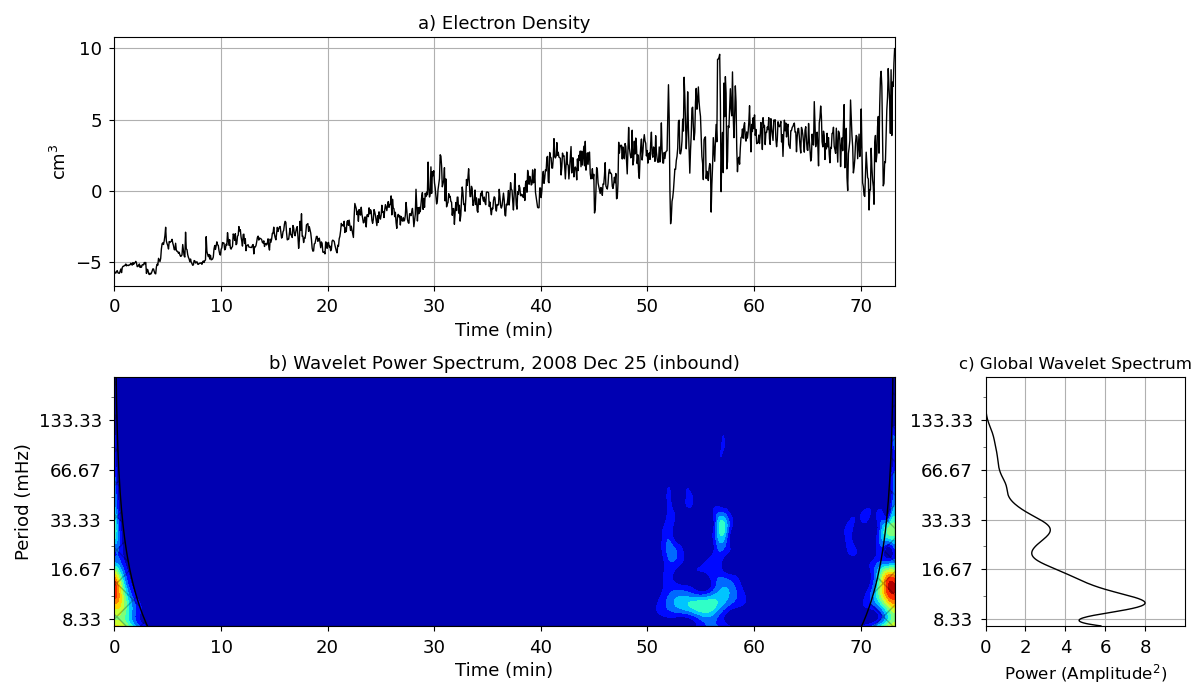 a) Electron Density
10
5
0
−5
cm³
0 10 20 30 40 50 60 70
Time (min)
b) Wavelet Power Spectrum, 2008 Dec 25 (inbound)
133.33
66.67
33.33
16.67
8.33
Period (mHz)
0 10 20 30 40 50 60 70
Time (min)
c) Global Wavelet Spectrum
133.33
66.67
33.33
16.67
8.33
0 2 4 6 8
Power (Amplitude²)